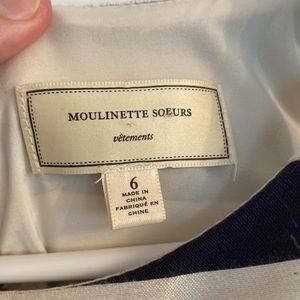 MOULINETTE SOEURS
vêtements
6
MADE IN
CHINA
FABRIQUÉ EN
CHINE